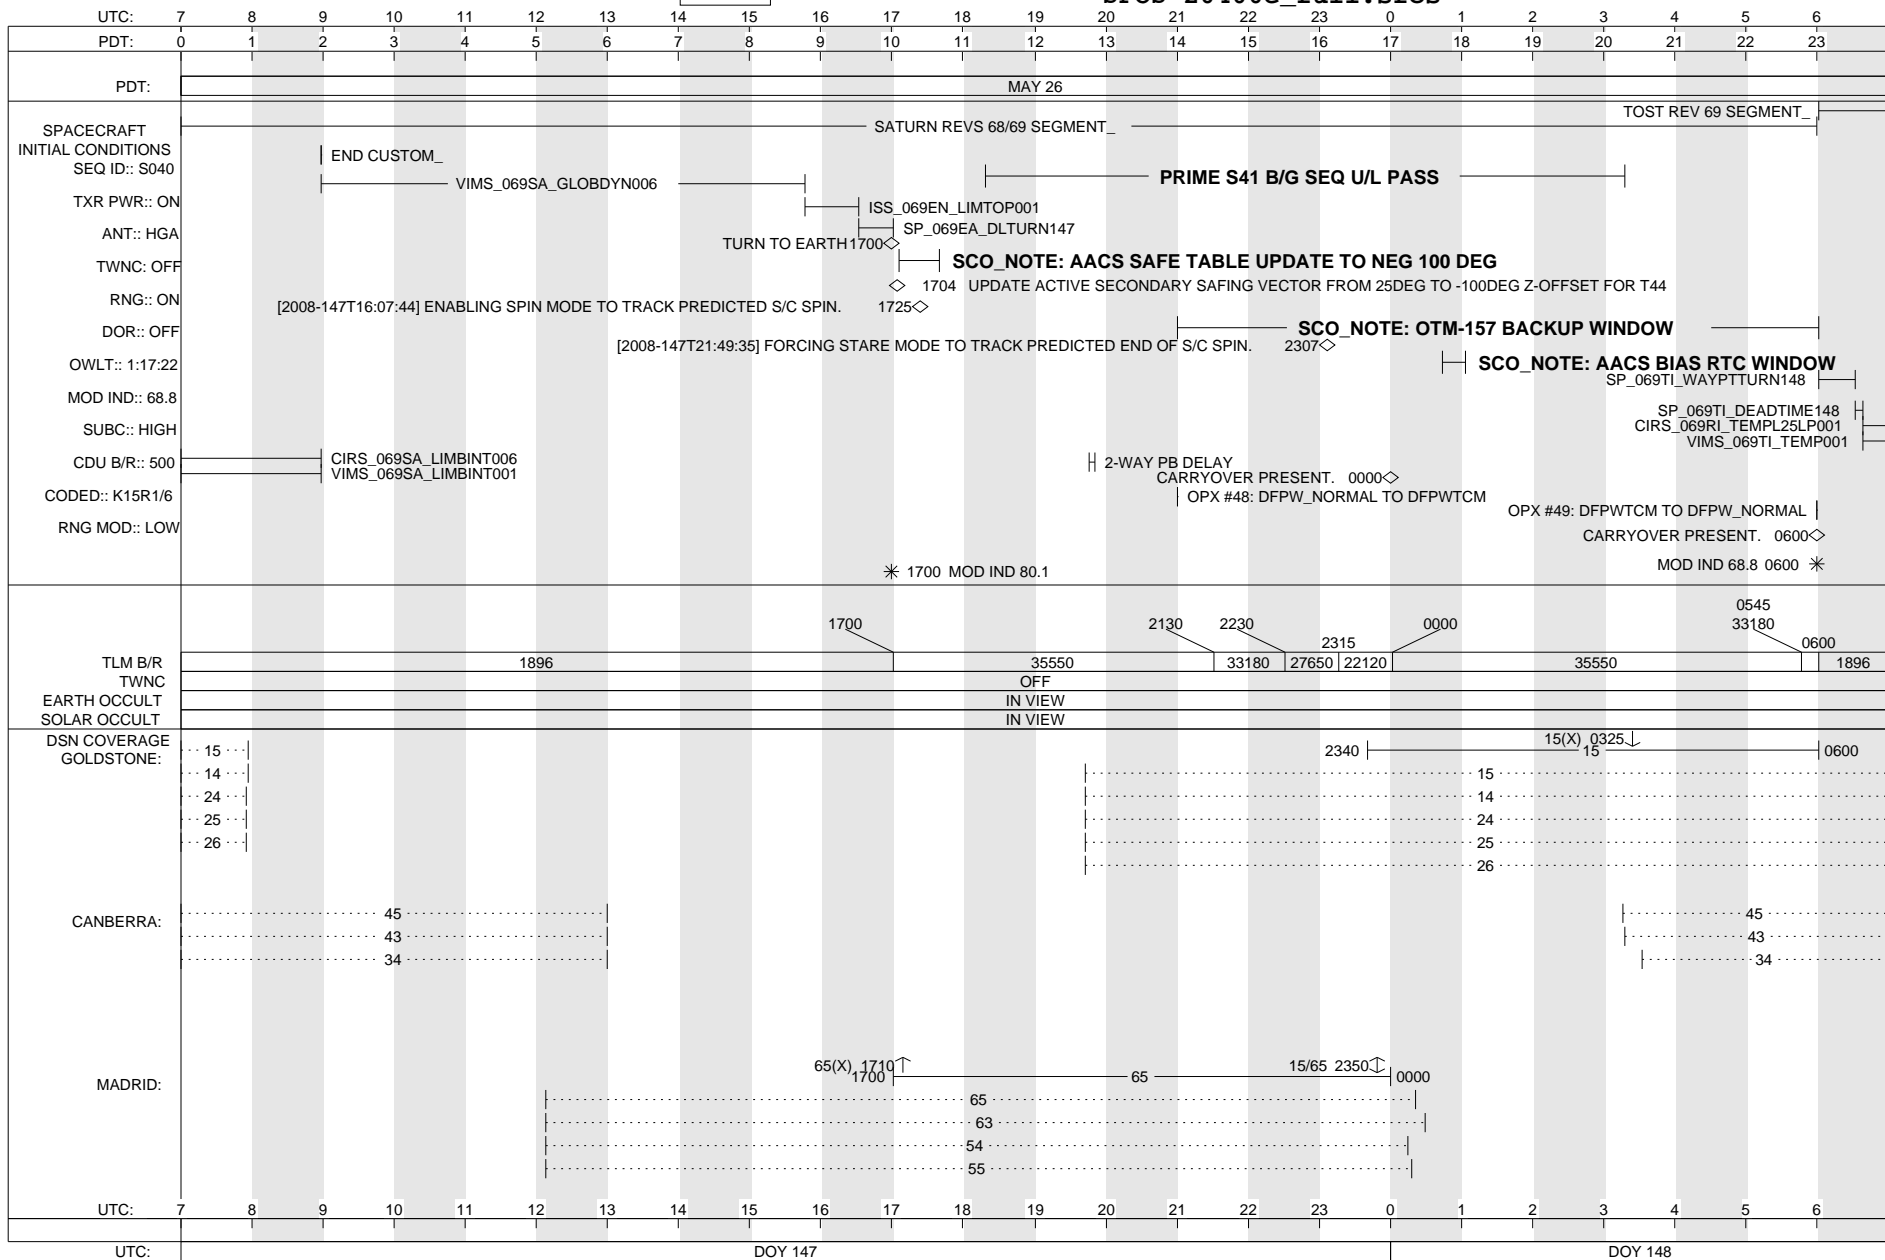 UTC: 7 8 9 10 11 12 13 14 15 16 17 18 19 20 21 22 23 0 1 2 3 4 5 6
PDT: 0 1 2 3 4 5 6 7 8 9 10 11 12 13 14 15 16 17 18 19 20 21 22 23
PDT: MAY 26
TOST REV 69 SEGMENT_
SPACECRAFT
INITIAL CONDITIONS
SATURN REVS 68/69 SEGMENT_
END CUSTOM_
SEQ ID:: S040
VIMS_069SA_GLOBDYN006
PRIME S41 B/G SEQ U/L PASS
TXR PWR:: ON
ISS_069EN_LIMTOP001
SP_069EA_DLTURN147
ANT:: HGA
TURN TO EARTH 1700
TWNC: OFF
SCO_NOTE: AACS SAFE TABLE UPDATE TO NEG 100 DEG
1704 UPDATE ACTIVE SECONDARY SAFING VECTOR FROM 25DEG TO -100DEG Z-OFFSET FOR T44
RNG:: ON
[2008-147T16:07:44] ENABLING SPIN MODE TO TRACK PREDICTED S/C SPIN. 1725
DOR:: OFF
SCO_NOTE: OTM-157 BACKUP WINDOW
[2008-147T21:49:35] FORCING STARE MODE TO TRACK PREDICTED END OF S/C SPIN. 2307
OWLT:: 1:17:22
SCO_NOTE: AACS BIAS RTC WINDOW
SP_069TI_WAYPTTURN148
MOD IND:: 68.8
SP_069TI_DEADTIME148
SUBC:: HIGH
CIRS_069RI_TEMPL25LP001
VIMS_069TI_TEMP001
CDU B/R:: 500
CIRS_069SA_LIMBINT006
VIMS_069SA_LIMBINT001
2-WAY PB DELAY
CARRYOVER PRESENT. 0000
CODED:: K15R1/6
OPX #48: DFPW_NORMAL TO DFPWTCM
OPX #49: DFPWTCM TO DFPW_NORMAL
RNG MOD:: LOW
CARRYOVER PRESENT. 0600
1700 MOD IND 80.1
MOD IND 68.8 0600
0545
1700 2130 2230 0000 33180
2315 0600
TLM B/R 1896 35550 33180 27650 22120 35550 1896
TWNC OFF
EARTH OCCULT IN VIEW
SOLAR OCCULT IN VIEW
DSN COVERAGE
GOLDSTONE:
15(X) 0325
15 2340 15 0600
14 15
24 14
25 24
26 25
26
CANBERRA:
45 45
43 43
34 34
MADRID:
65(X) 1710 15/65 2350
1700 65 0000
65
63
54
55
UTC: 7 8 9 10 11 12 13 14 15 16 17 18 19 20 21 22 23 0 1 2 3 4 5 6
UTC: DOY 147 DOY 148